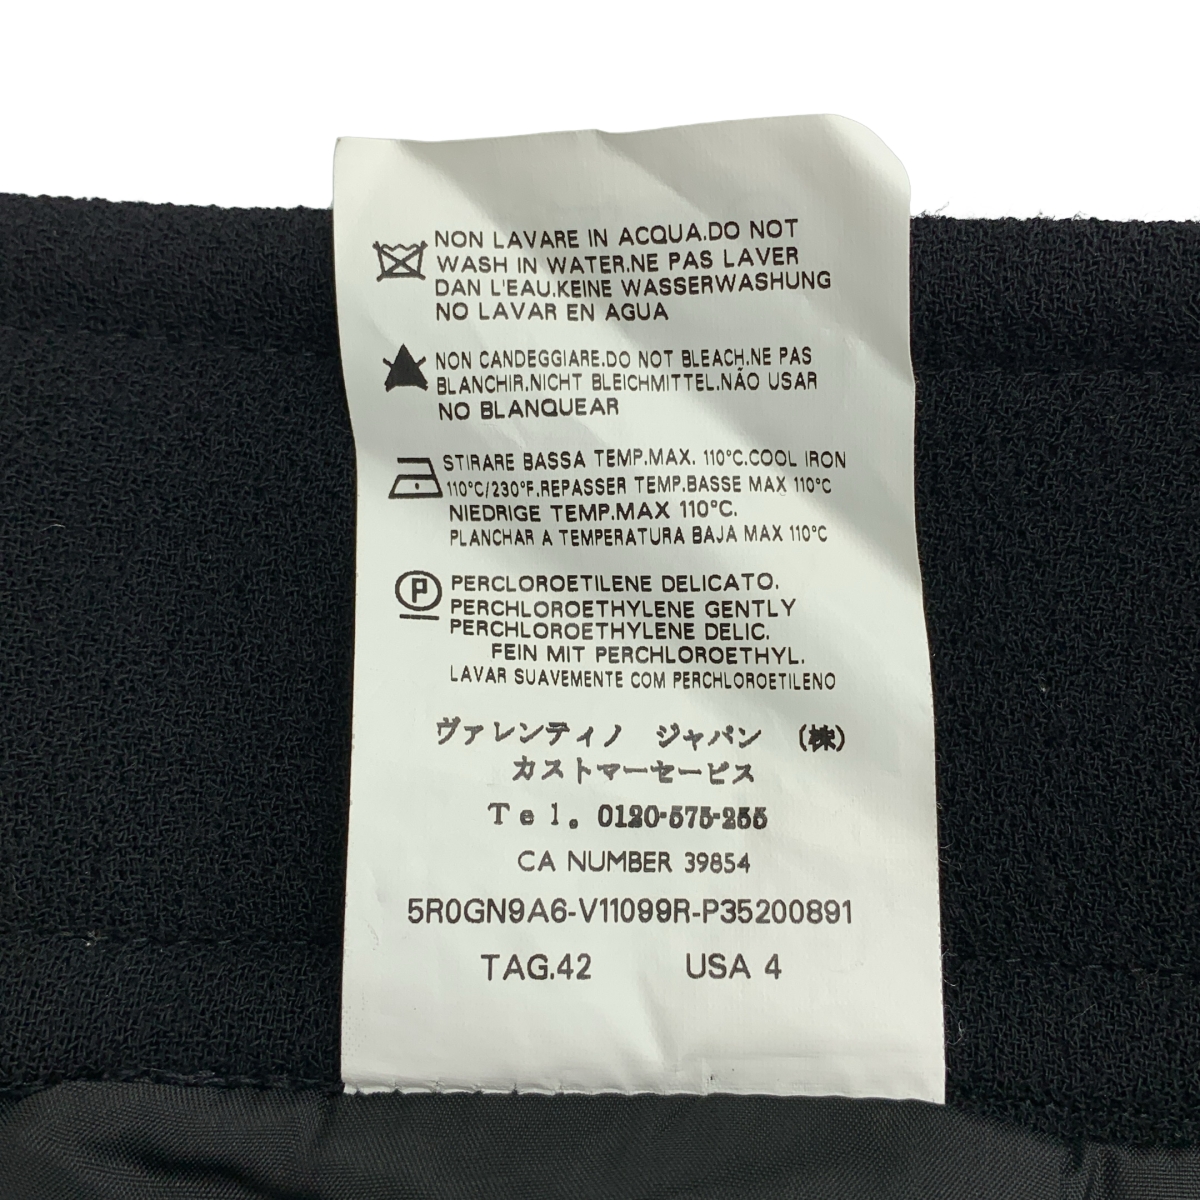 NON LAVARE IN ACQUA.DO NOT
WASH IN WATER.NE PAS LAVER
DAN L'EAU.KEINE WASSERWASHUNG
NO LAVAR EN AGUA
NON CANDEGGIARE.DO NOT BLEACH.NE PAS
BLANCHIR.NICHT BLEICHMITTEL.NÃO USAR
NO BLANQUEAR
STIRARE BASSA TEMP.MAX. 110°C.COOL IRON
110°C/230°F.REPASSER TEMP.BASSE MAX 110°C
NIEDRIGE TEMP.MAX 110°C.
PLANCHAR A TEMPERATURA BAJA MAX 110°C
P
PERCLOROETILENE DELICATO.
PERCHLOROETHYLENE GENTLY
PERCHLOROETHYLENE DELIC.
FEIN MIT PERCHLOROETHYL.
LAVAR SUAVEMENTE COM PERCHLOROETILENO
ヴァレンティノ ジャパン (株)
カストマーセービス
Tel. 0120-575-255
CA NUMBER 39854
5R0GN9A6-V11099R-P35200891
TAG.42 USA 4